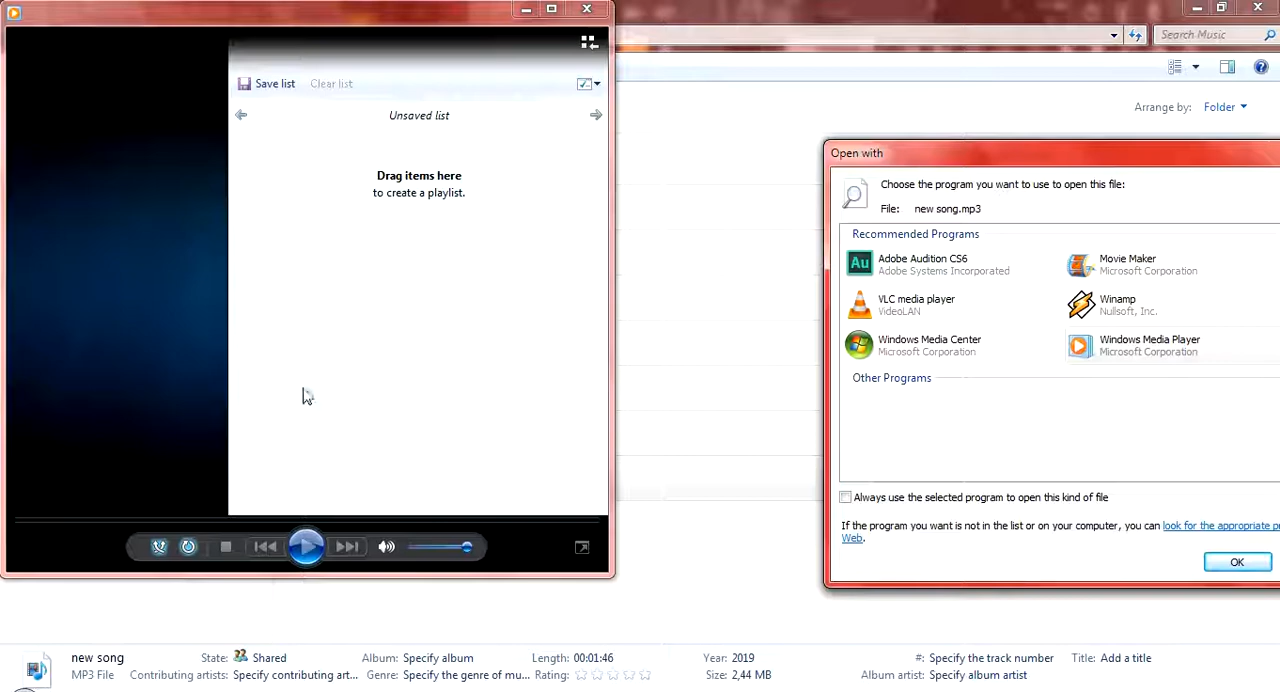 Save list
Clear list
Unsaved list
Drag items here
to create a playlist.
Search Music
Arrange by: Folder
Open with
Choose the program you want to use to open this file:
File: new song.mp3
Recommended Programs
Au
Adobe Audition CS6
Adobe Systems Incorporated
Movie Maker
Microsoft Corporation
VLC media player
VideoLAN
Winamp
Nullsoft, Inc.
Windows Media Center
Microsoft Corporation
Windows Media Player
Microsoft Corporation
Other Programs
Always use the selected program to open this kind of file
If the program you want is not in the list or on your computer, you can look for the appropriate p
Web.
OK
new song State: Shared Album: Specify album Length: 00:01:46 Year: 2019 #: Specify the track number Title: Add a title
MP3 File Contributing artists: Specify contributing art... Genre: Specify the genre of mu... Rating: Size: 2,44 MB Album artist: Specify album artist